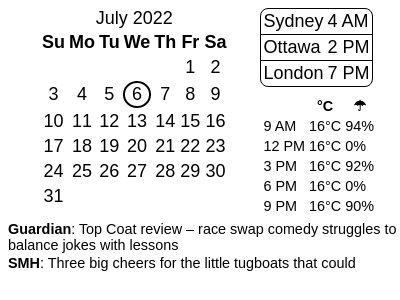 July 2022
Su Mo Tu We Th Fr Sa
1 2
3 4 5 6 7 8 9
10 11 12 13 14 15 16
17 18 19 20 21 22 23
24 25 26 27 28 29 30
31
Sydney 4 AM
Ottawa 2 PM
London 7 PM
°C ☂
9 AM 16°C 94%
12 PM 16°C 0%
3 PM 16°C 92%
6 PM 16°C 0%
9 PM 16°C 90%
Guardian: Top Coat review – race swap comedy struggles to
balance jokes with lessons
SMH: Three big cheers for the little tugboats that could